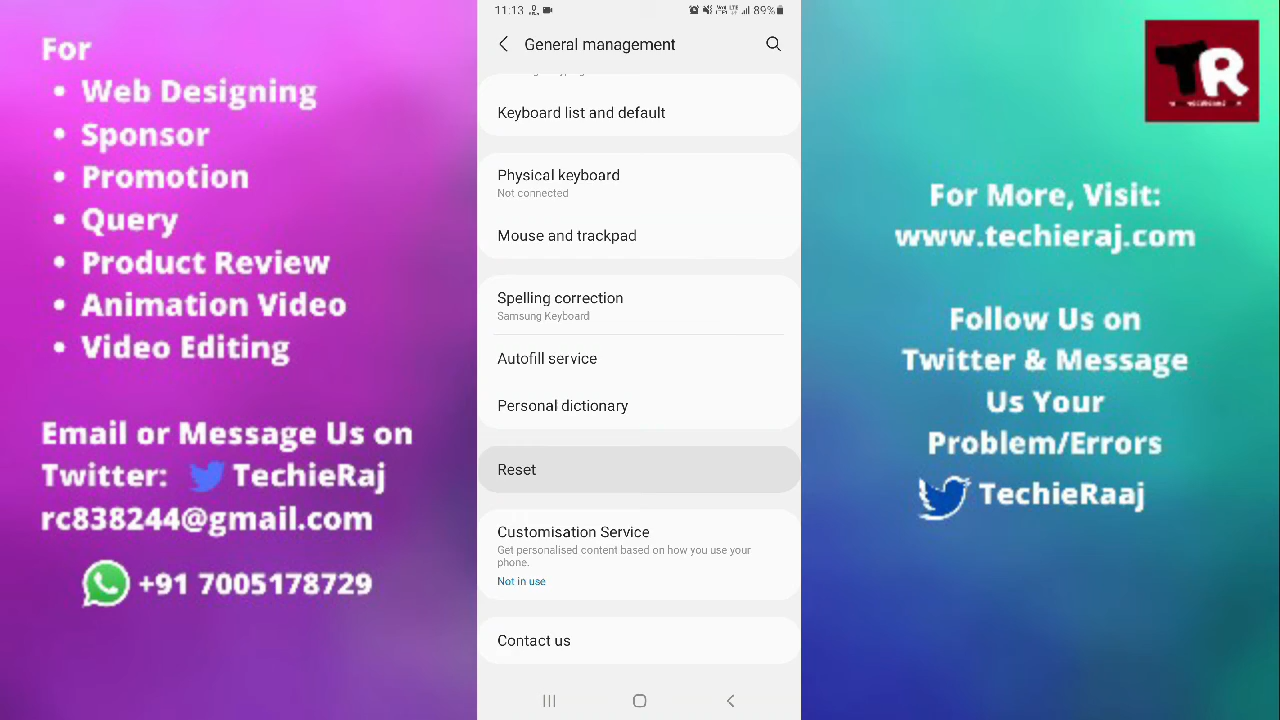 For
• Web Designing
• Sponsor
• Promotion
• Query
• Product Review
• Animation Video
• Video Editing
Email or Message Us on
Twitter: TechieRaj
rc838244@gmail.com
+91 7005178729
11:13
89%
General management
Keyboard list and default
Physical keyboard
Not connected
Mouse and trackpad
Spelling correction
Samsung Keyboard
Autofill service
Personal dictionary
Reset
Customisation Service
Get personalised content based on how you use your
phone.
Not in use
Contact us
TR
For More, Visit:
www.techieraj.com
Follow Us on
Twitter & Message
Us Your
Problem/Errors
TechieRaaj